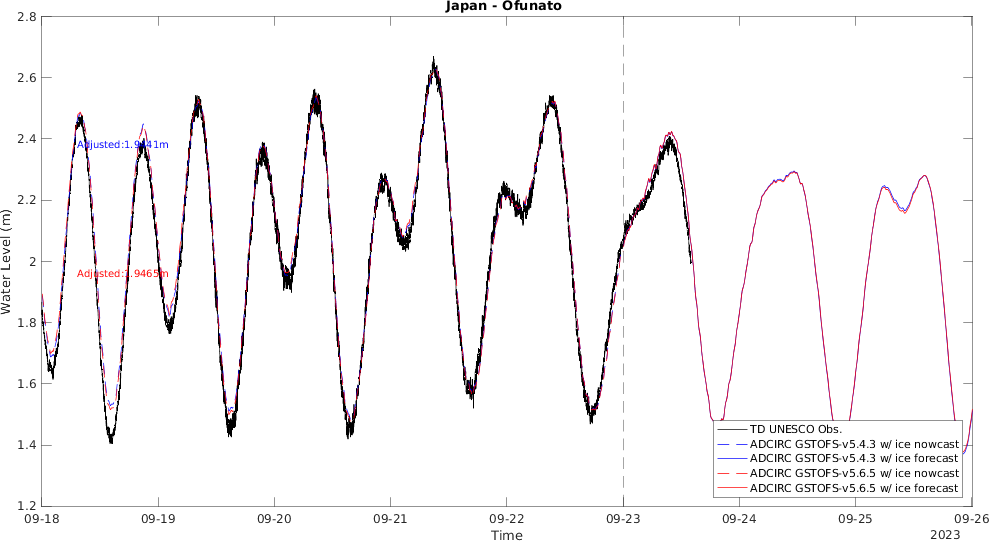 Japan - Ofunato
Water Level (m)
2.8
2.6
2.4
2.2
2
1.8
1.6
1.4
1.2
Adjusted:
Adjusted:1.9465m
TD UNESCO Obs.
ADCIRC GSTOFS-v5.4.3 w/ ice nowcast
ADCIRC GSTOFS-v5.4.3 w/ ice forecast
ADCIRC GSTOFS-v5.6.5 w/ ice nowcast
ADCIRC GSTOFS-v5.6.5 w/ ice forecast
09-18
09-19
09-20
09-21
09-22
09-23
09-24
09-25
09-26
Time
2023